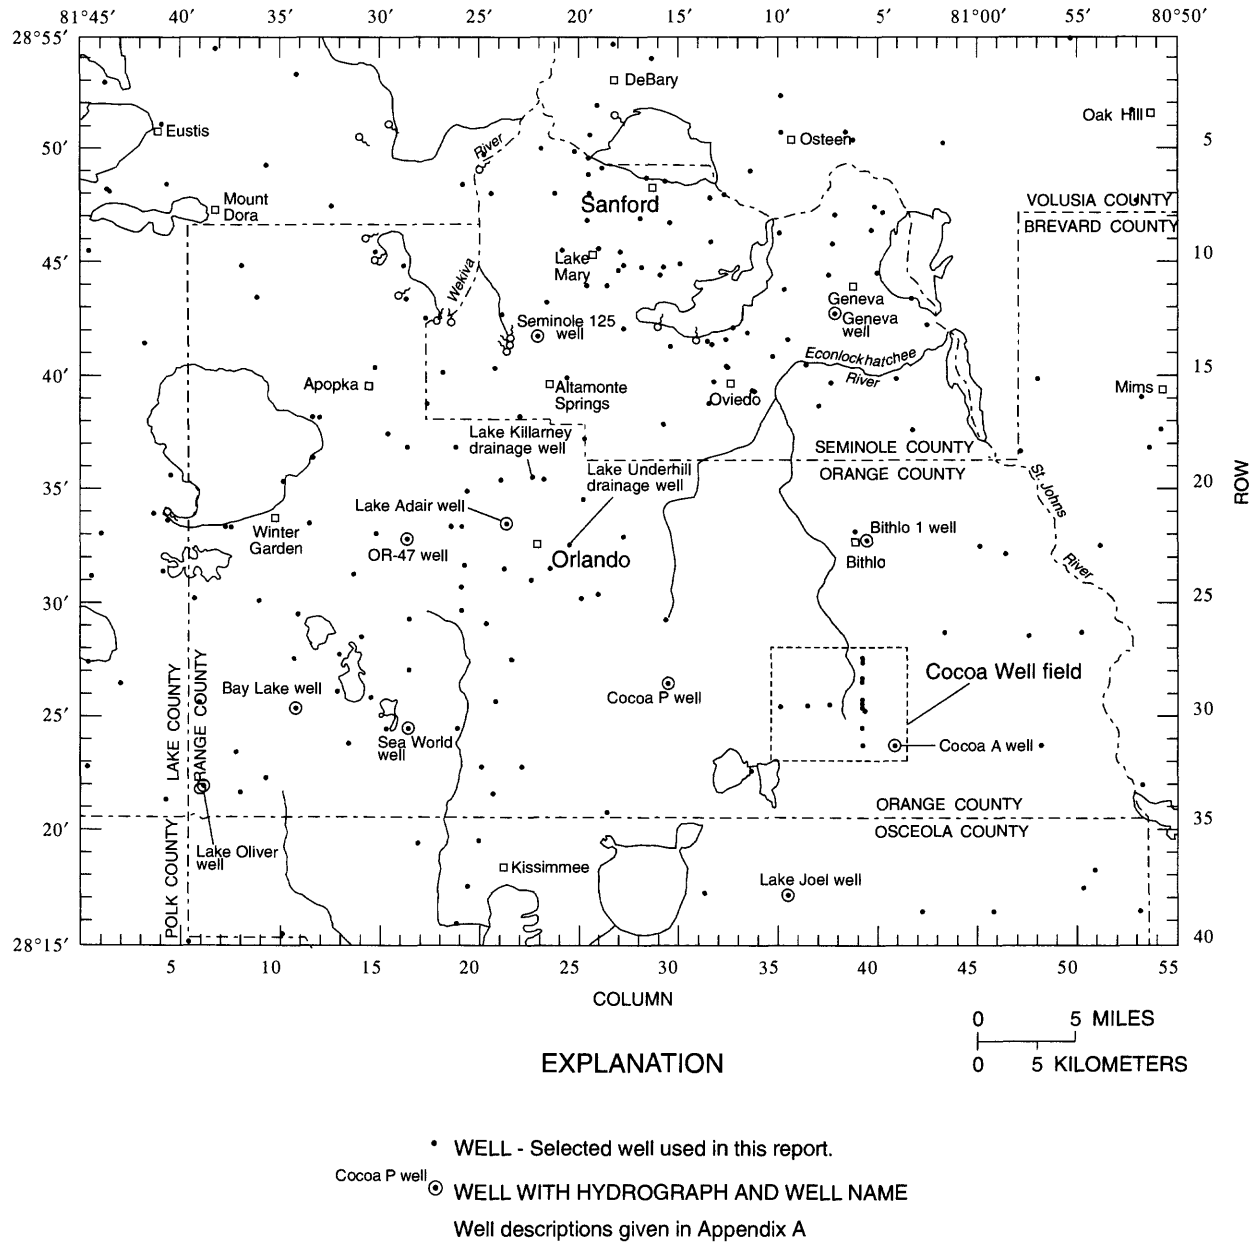 81°45′ 40′ 35′ 30′ 25′ 20′ 15′ 10′ 5′ 81°00′ 55′ 80°50′
28°55′
DeBary
Oak Hill
Eustis
Osteen
50′
5
River
Mount
Dora
Sanford
VOLUSIA COUNTY
BREVARD COUNTY
Lake
Mary
45′
10
Wekiva
Geneva
Geneva
well
Seminole 125
well
Econlockhatchee
River
40′
15
Apopka
Altamonte
Springs
Oviedo
Mims
Lake Killarney
drainage well
SEMINOLE COUNTY
ORANGE COUNTY
Lake Underhill
drainage well
St. Johns
River
35′
20
ROW
Lake Adair well
Winter
Garden
OR-47 well
Orlando
Bithlo 1 well
Bithlo
30′
25
LAKE COUNTY
ORANGE COUNTY
Bay Lake well
Cocoa P well
Cocoa Well field
25′
30
Sea World
well
Cocoa A well
ORANGE COUNTY
OSCEOLA COUNTY
20′
35
POLK COUNTY
Lake Oliver
well
Kissimmee
Lake Joel well
28°15′
40
5 10 15 20 25 30 35 40 45 50 55
COLUMN
0 5 MILES
0 5 KILOMETERS
EXPLANATION
WELL - Selected well used in this report.
Cocoa P well
WELL WITH HYDROGRAPH AND WELL NAME
Well descriptions given in Appendix A